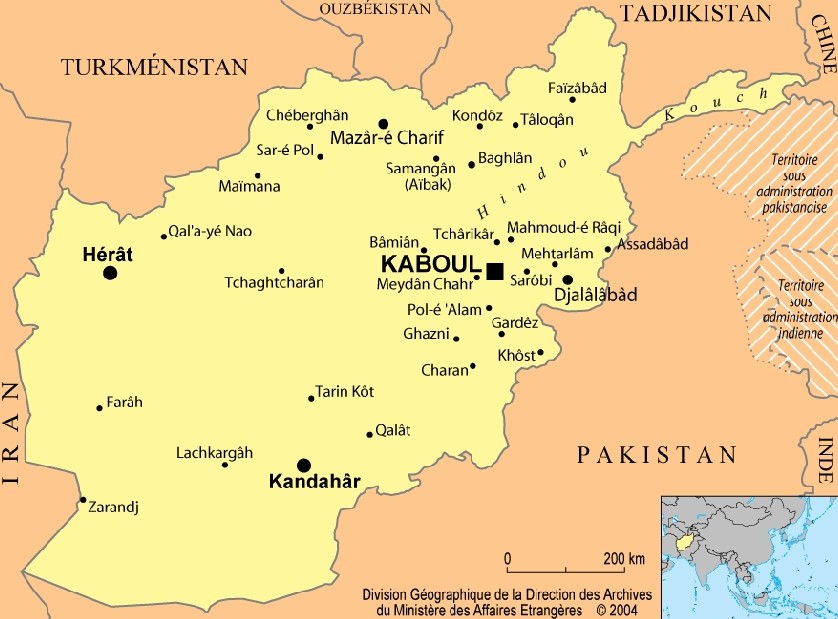 OUZBÉKISTAN
TADJIKISTAN
CHINE
TURKMÉNISTAN
Faïzâbâd
Kouch
Chéberghân
Kondôz
Tâloqân
Mazâr-é Charif
Sar-é Pol
Samangân
(Aïbak)
Baghlân
Hindou
Maïmana
Territoire
sous
administration
pakistanaise
Qal'a-yé Nao
Tchârikâr
Mahmoud-é Râqi
Bâmiân
Assadâbâd
Hérât
KABOUL
Mehtarlâm
Tchaghtcharân
Meydân Chahr
Saróbi
Djalâlâbâd
Territoire
sous
administration
indienne
Pol-é 'Alam
Gardêz
Ghazni
Khôst
Charan
IRAN
Farâh
Tarin Kôt
Qalât
Lachkargâh
Kandahâr
PAKISTAN
INDE
Zarandj
0 200 km
Division Géographique de la Direction des Archives
du Ministère des Affaires Etrangères © 2004